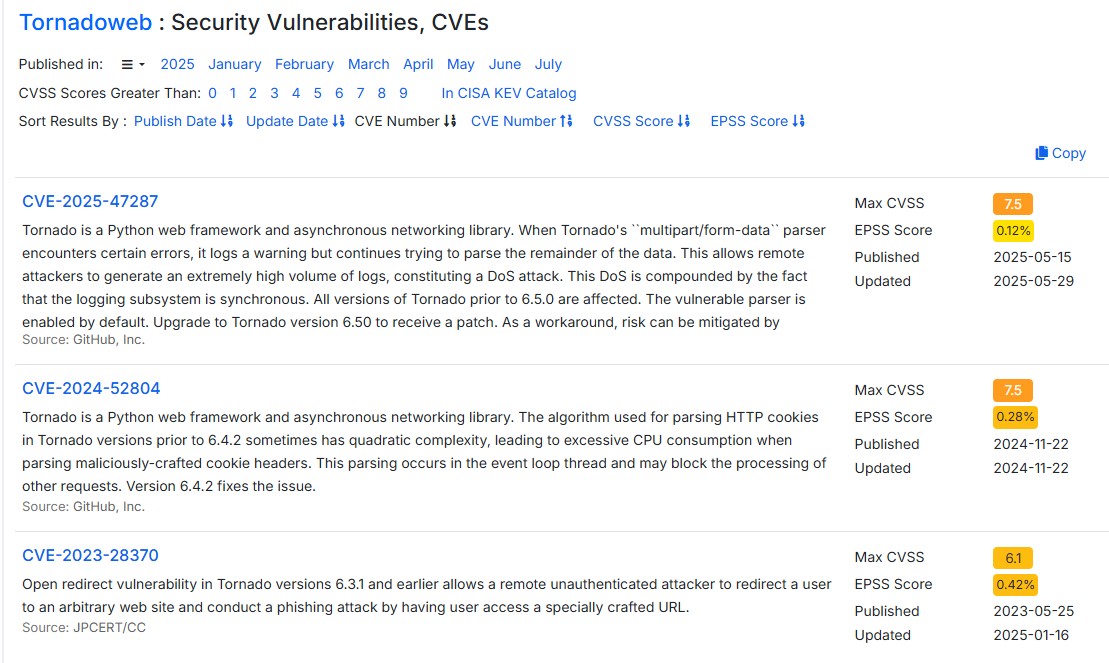 Tornadoweb : Security Vulnerabilities, CVEs
Published in: 2025 January February March April May June July
CVSS Scores Greater Than: 0 1 2 3 4 5 6 7 8 9 In CISA KEV Catalog
Sort Results By : Publish Date Update Date CVE Number CVE Number CVSS Score EPSS Score
Copy
CVE-2025-47287
Tornado is a Python web framework and asynchronous networking library. When Tornado's ``multipart/form-data`` parser
encounters certain errors, it logs a warning but continues trying to parse the remainder of the data. This allows remote
attackers to generate an extremely high volume of logs, constituting a DoS attack. This DoS is compounded by the fact
that the logging subsystem is synchronous. All versions of Tornado prior to 6.5.0 are affected. The vulnerable parser is
enabled by default. Upgrade to Tornado version 6.50 to receive a patch. As a workaround, risk can be mitigated by
Source: GitHub, Inc.
Max CVSS 7.5
EPSS Score 0.12%
Published 2025-05-15
Updated 2025-05-29
CVE-2024-52804
Tornado is a Python web framework and asynchronous networking library. The algorithm used for parsing HTTP cookies
in Tornado versions prior to 6.4.2 sometimes has quadratic complexity, leading to excessive CPU consumption when
parsing maliciously-crafted cookie headers. This parsing occurs in the event loop thread and may block the processing of
other requests. Version 6.4.2 fixes the issue.
Source: GitHub, Inc.
Max CVSS 7.5
EPSS Score 0.28%
Published 2024-11-22
Updated 2024-11-22
CVE-2023-28370
Open redirect vulnerability in Tornado versions 6.3.1 and earlier allows a remote unauthenticated attacker to redirect a user
to an arbitrary web site and conduct a phishing attack by having user access a specially crafted URL.
Source: JPCERT/CC
Max CVSS 6.1
EPSS Score 0.42%
Published 2023-05-25
Updated 2025-01-16